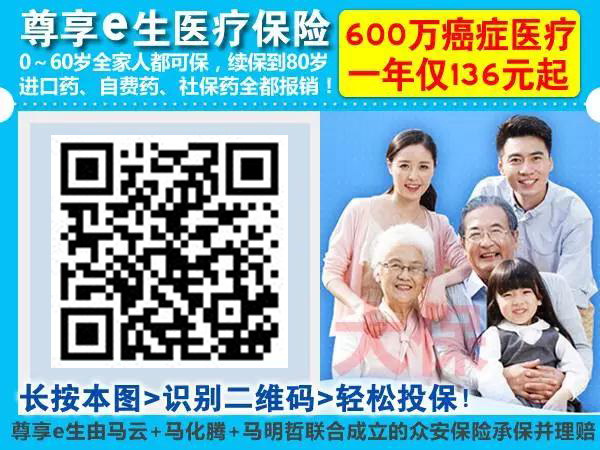 尊享e生医疗保险
0～60岁全家人都可保，续保到80岁
进口药、自费药、社保药全都报销！
600万癌症医疗
一年仅136元起
大保
长按本图>识别二维码>轻松投保！
尊享e生由马云+马化腾+马明哲联合成立的众安保险承保并理赔